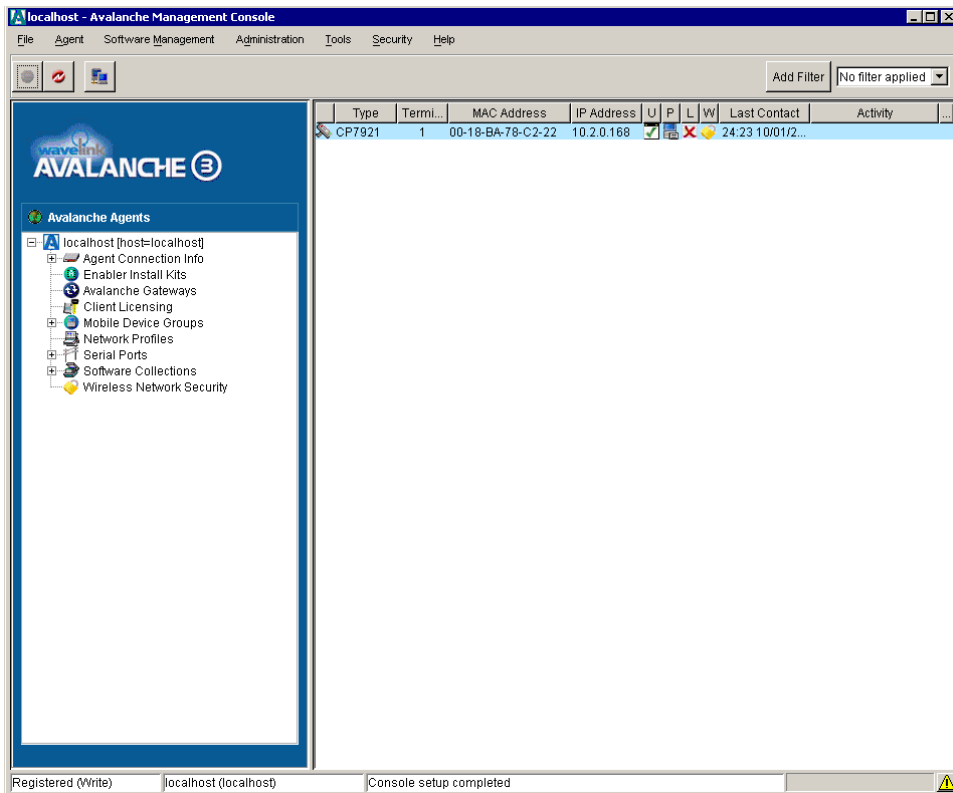 localhost - Avalanche Management Console
File Agent Software Management Administration Tools Security Help
Add Filter No filter applied
Type Termi... MAC Address IP Address U P L W Last Contact Activity ...
CP7921 1 00-18-BA-78-C2-22 10.2.0.168 24:23 10/01/2...
wavelink
AVALANCHE 3
Avalanche Agents
localhost [host=localhost]
Agent Connection Info
Enabler Install Kits
Avalanche Gateways
Client Licensing
Mobile Device Groups
Network Profiles
Serial Ports
Software Collections
Wireless Network Security
Registered (Write) localhost (localhost) Console setup completed